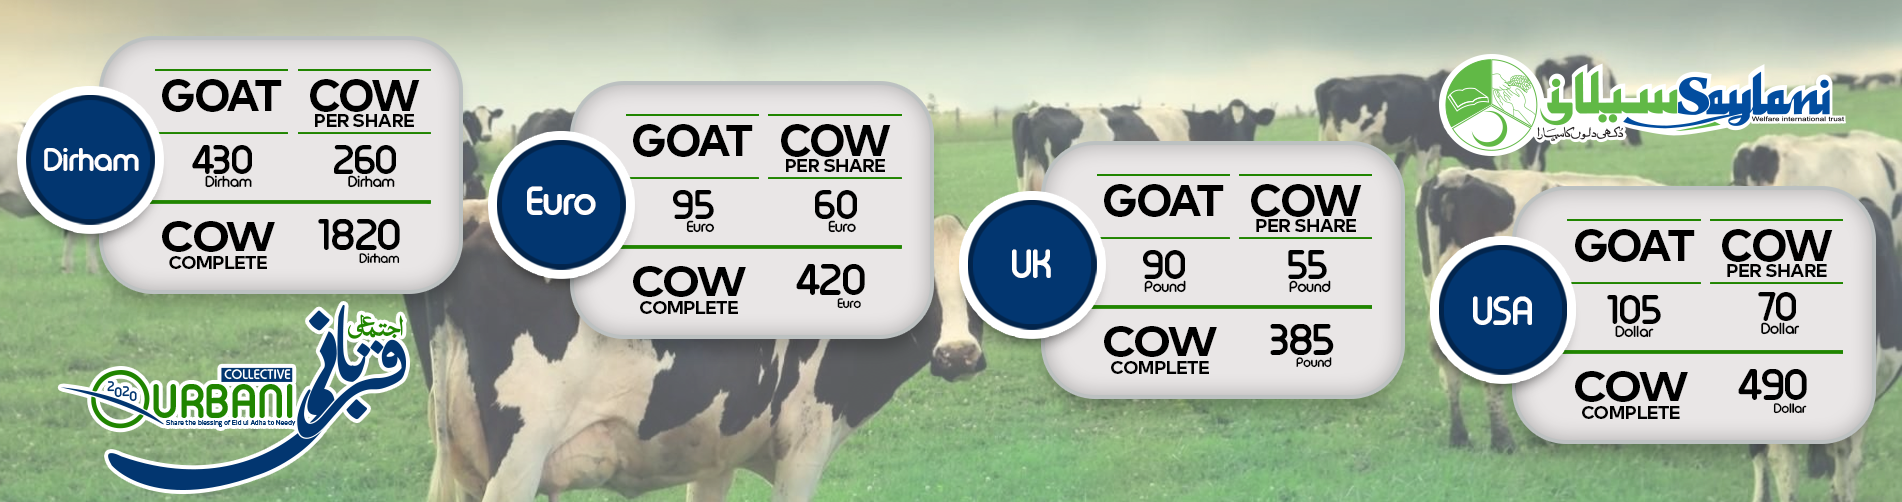 Dirham
GOAT
COW
PER SHARE
430
Dirham
260
Dirham
COW
COMPLETE
1820
Dirham
Euro
GOAT
COW
PER SHARE
95
Euro
60
Euro
COW
COMPLETE
420
Euro
UK
GOAT
COW
PER SHARE
90
Pound
55
Pound
COW
COMPLETE
385
Pound
USA
GOAT
COW
PER SHARE
105
Dollar
70
Dollar
COW
COMPLETE
490
Dollar
سیلانی Saylani
Welfare international trust
دُکھی دلوں کا سہارا
اجتماعی
قربانی
COLLECTIVE
2020
QURBANI
Share the blessing of Eid ul Adha to Needy